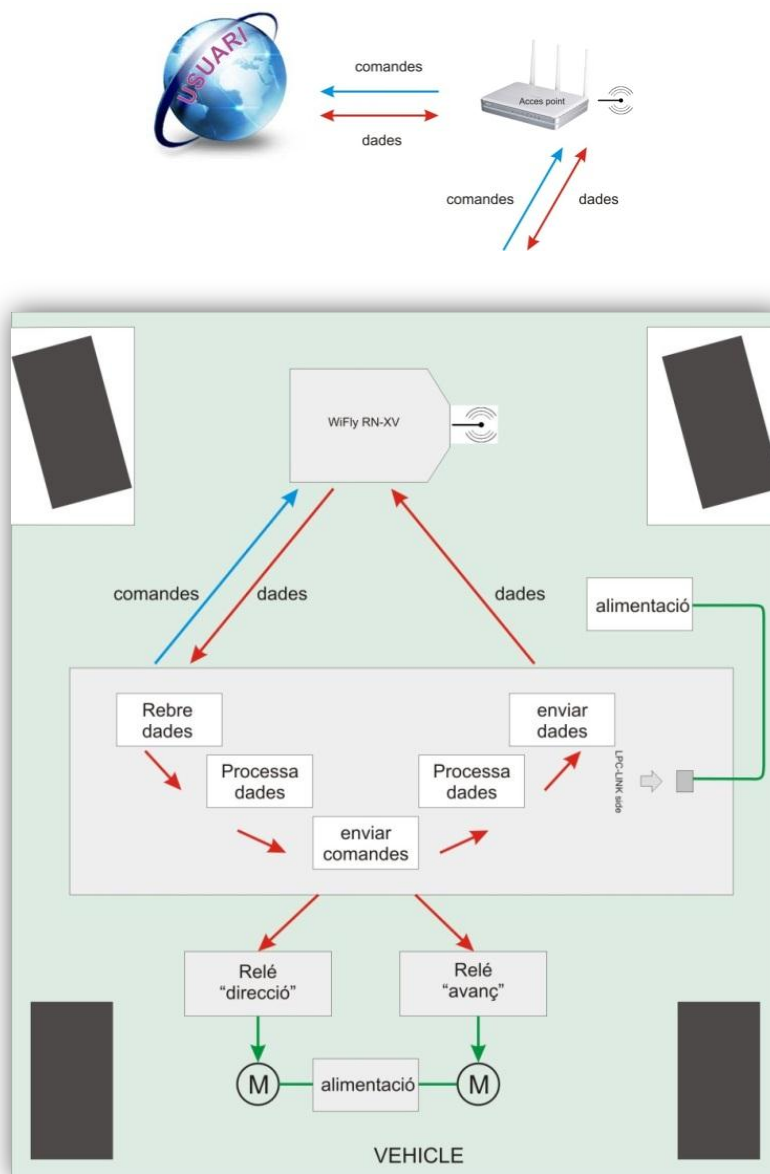 USUARI
comandes
dades
Acces point
comandes
dades
WiFly RN-XV
comandes
dades
dades
alimentació
Rebre
dades
Processa
dades
enviar
comandes
Processa
dades
enviar
dades
LPC-LINK side
Relé
“direcció”
Relé
“avanç”
M
alimentació
M
VEHICLE